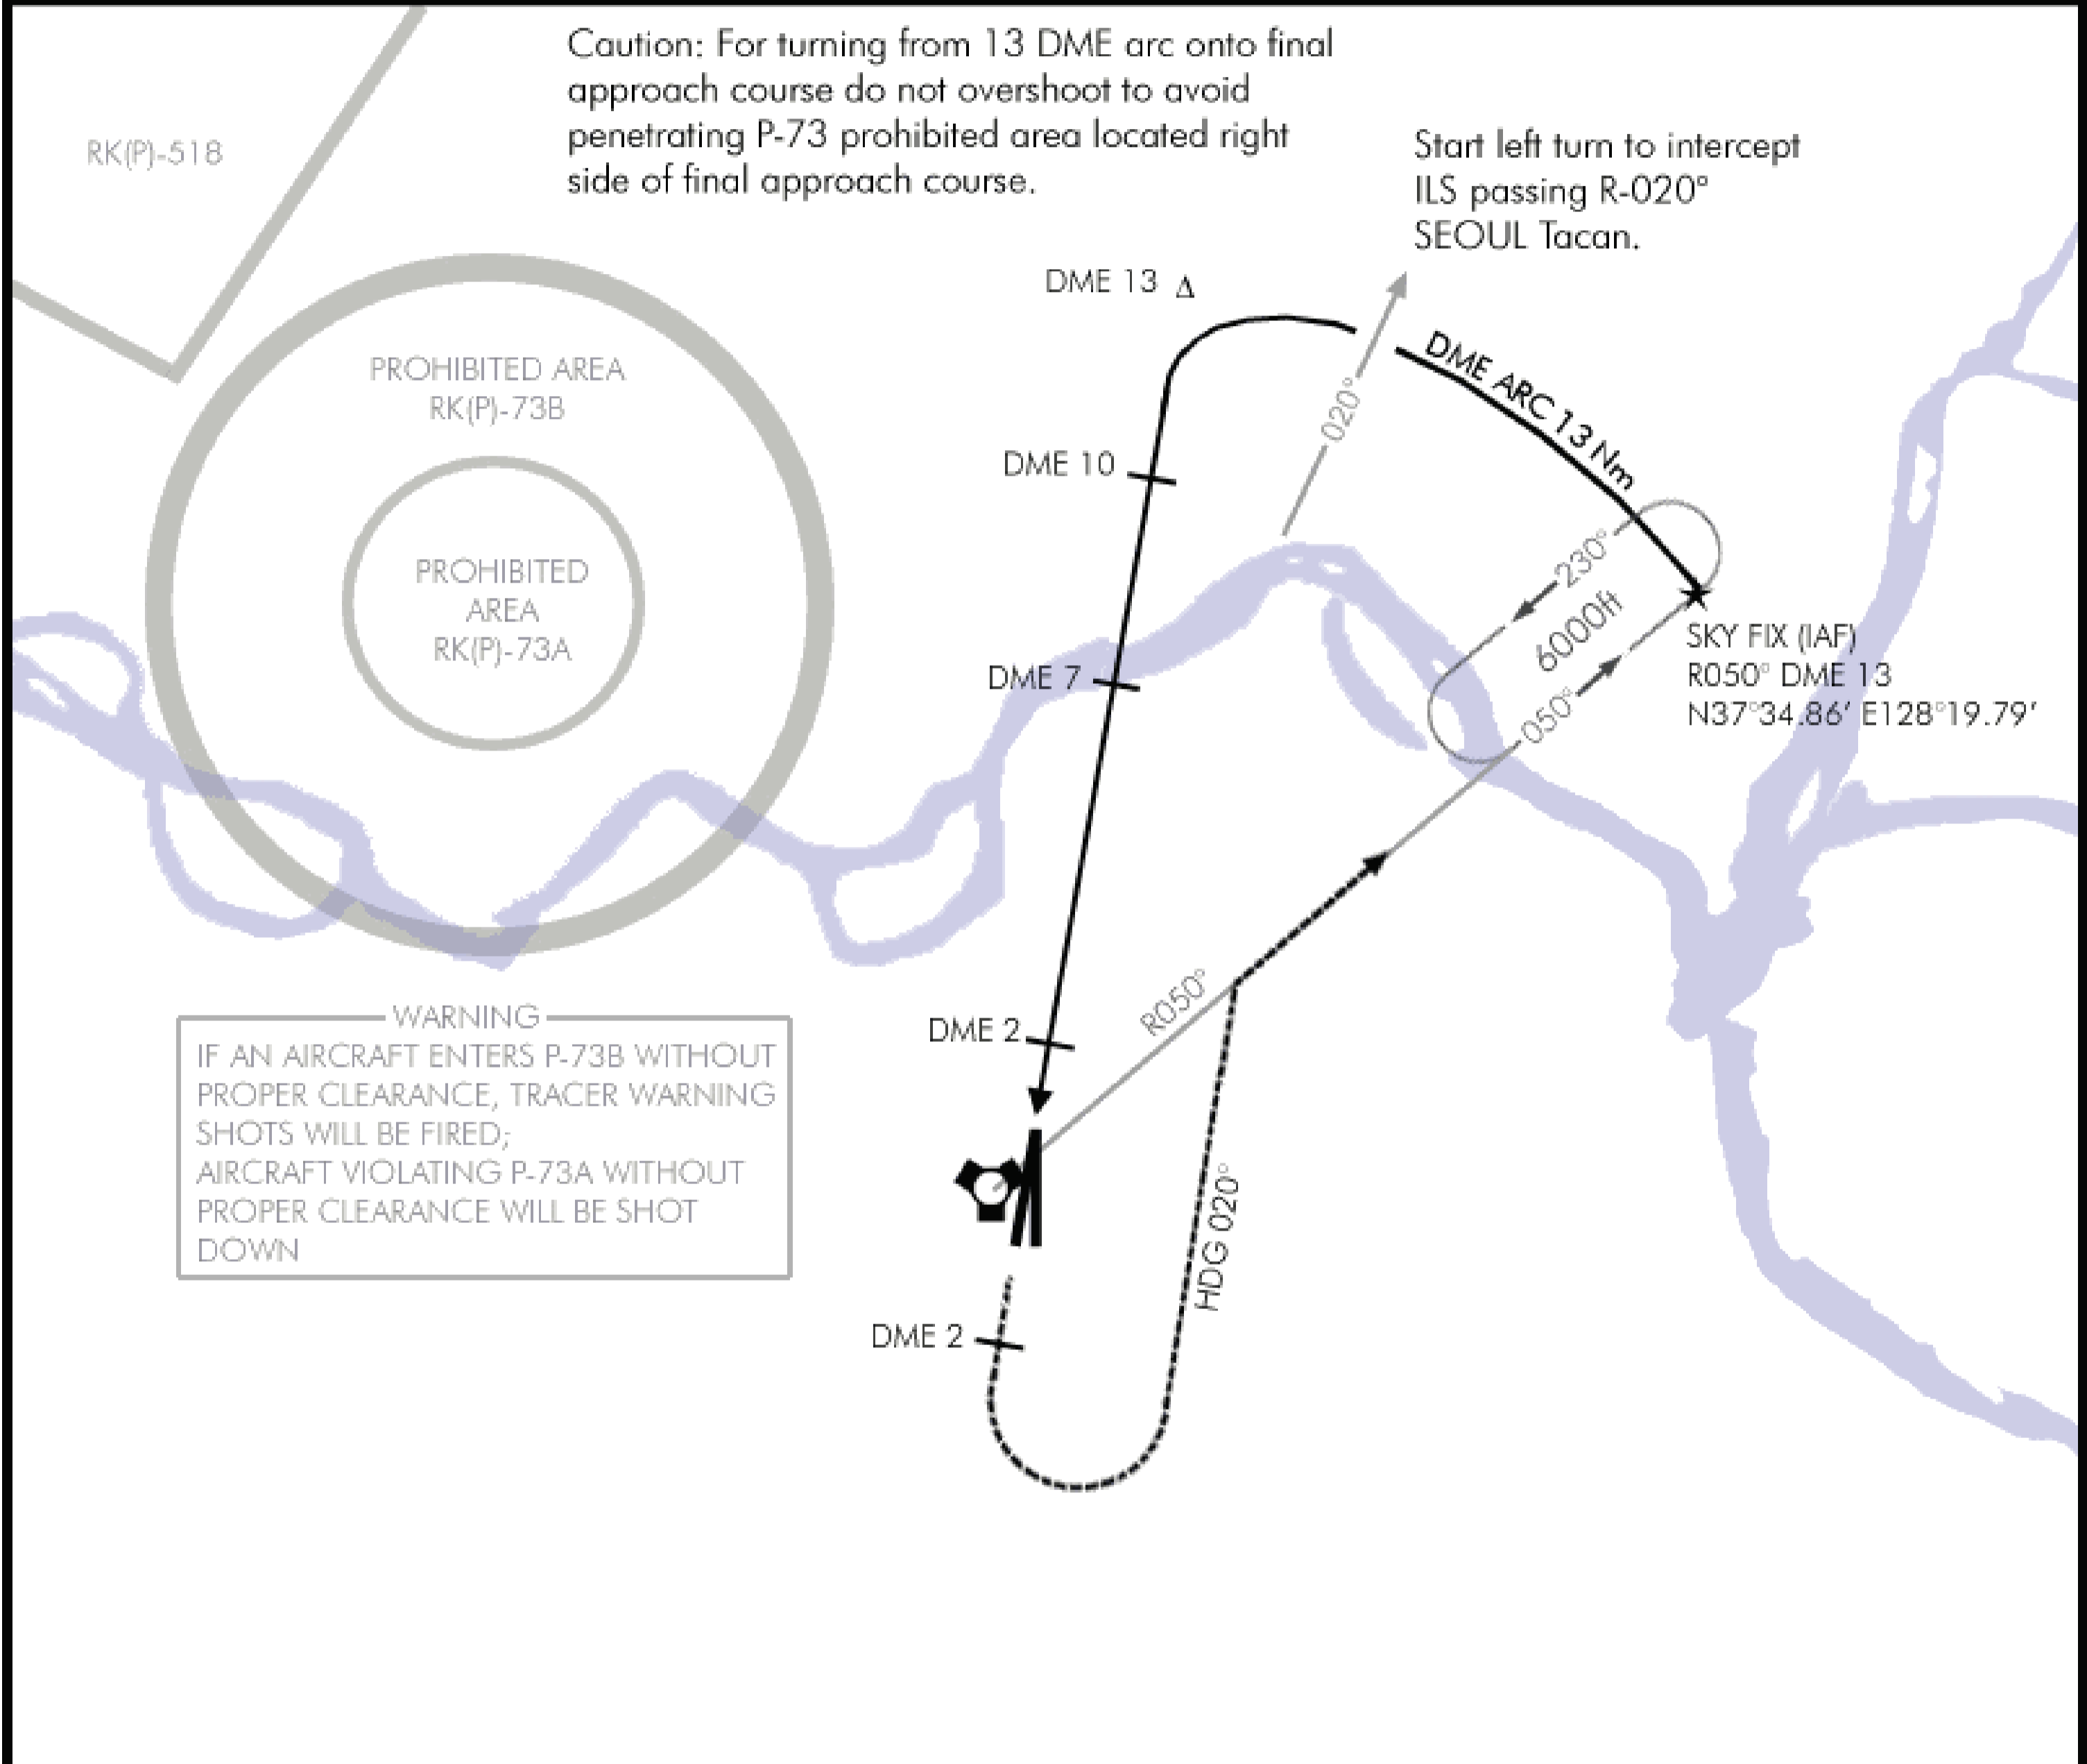 Caution: For turning from 13 DME arc onto final
approach course do not overshoot to avoid
penetrating P-73 prohibited area located right
side of final approach course.
RK(P)-518
Start left turn to intercept
ILS passing R-020°
SEOUL Tacan.
DME 13
DME ARC 13 Nm
PROHIBITED AREA
RK(P)-73B
020°
DME 10
230°
6000ft
050°
PROHIBITED
AREA
RK(P)-73A
SKY FIX (IAF)
R050° DME 13
N37°34.86' E128°19.79'
DME 7
R050°
DME 2
WARNING
IF AN AIRCRAFT ENTERS P-73B WITHOUT
PROPER CLEARANCE, TRACER WARNING
SHOTS WILL BE FIRED;
AIRCRAFT VIOLATING P-73A WITHOUT
PROPER CLEARANCE WILL BE SHOT
DOWN
HDG 020°
DME 2